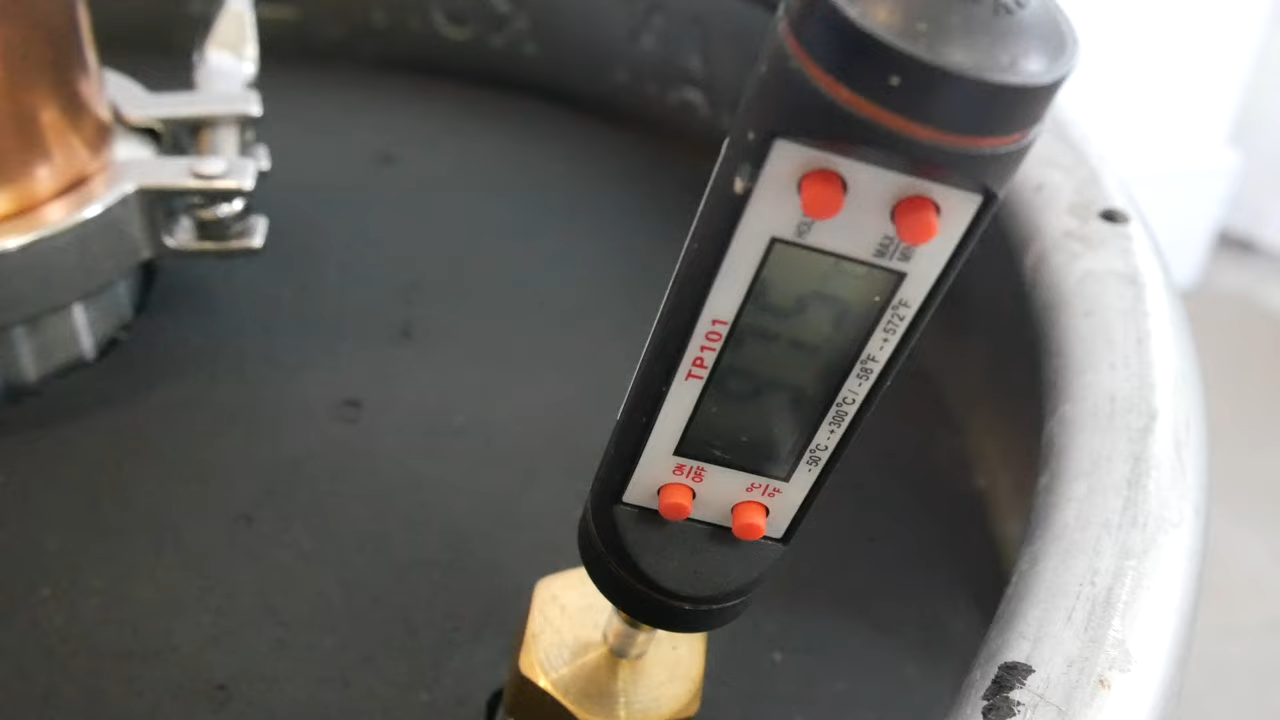 HOLD
MAX
MIN
TP101
-50°C-+300°C/-58°F-+572°F
ON/OFF
°C/°F